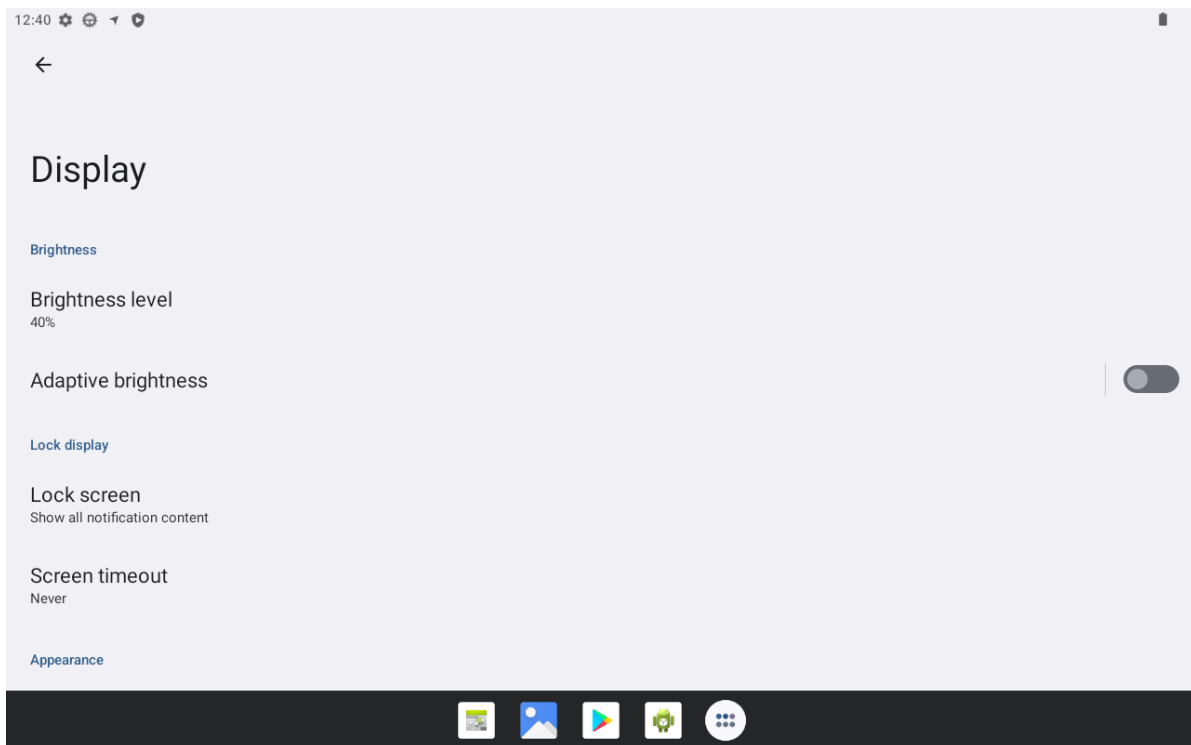 12:40
Display
Brightness
Brightness level
40%
Adaptive brightness
Lock display
Lock screen
Show all notification content
Screen timeout
Never
Appearance